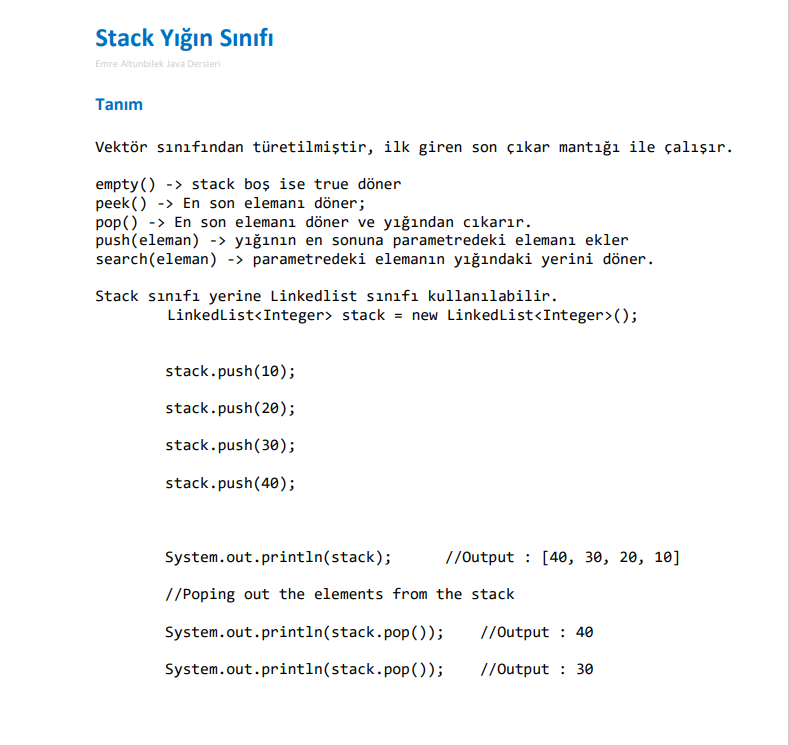 Stack Yığın Sınıfı
Emre Altunbilek Java Dersleri
Tanım
Vektör sınıfından türetilmiştir, ilk giren son çıkar mantığı ile çalışır.
empty() -> stack boş ise true döner
peek() -> En son elemanı döner;
pop() -> En son elemanı döner ve yığından cıkarır.
push(eleman) -> yığının en sonuna parametredeki elemanı ekler
search(eleman) -> parametredeki elemanın yığındaki yerini döner.
Stack sınıfı yerine Linkedlist sınıfı kullanılabilir.
LinkedList<Integer> stack = new LinkedList<Integer>();
stack.push(10);
stack.push(20);
stack.push(30);
stack.push(40);
System.out.println(stack);      //Output : [40, 30, 20, 10]
//Poping out the elements from the stack
System.out.println(stack.pop());    //Output : 40
System.out.println(stack.pop());    //Output : 30